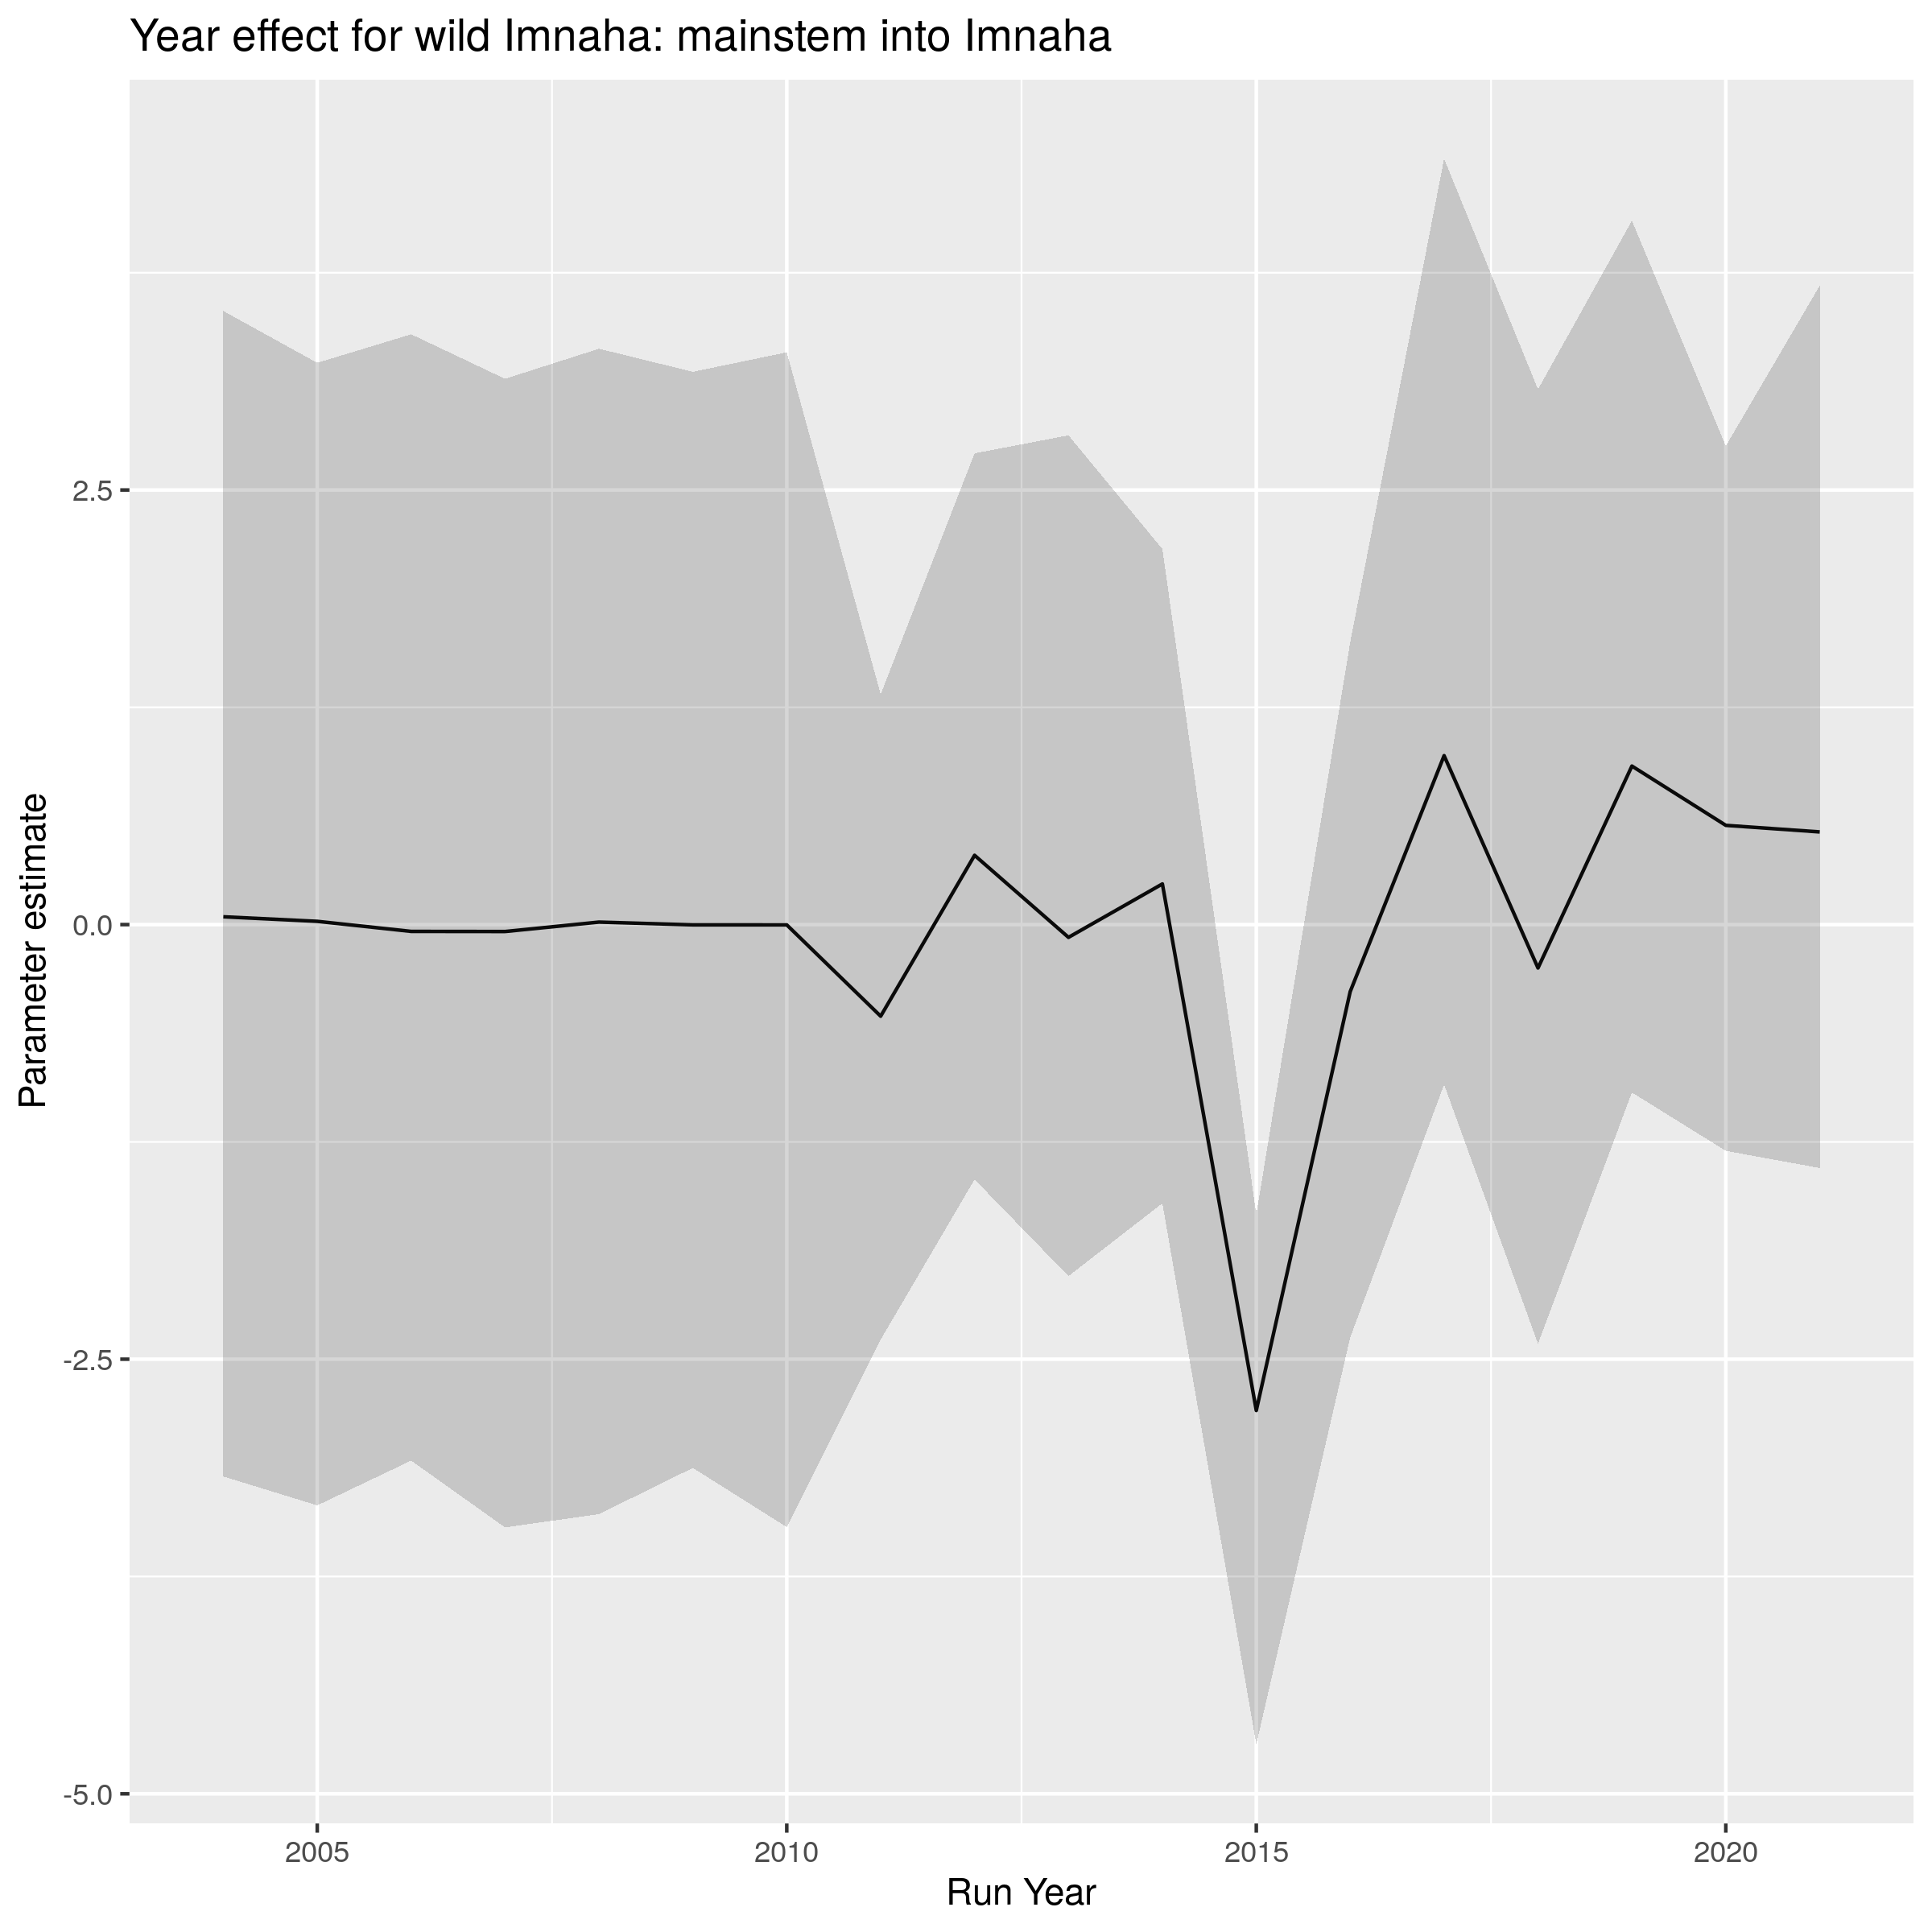 Year effect for wild Imnaha: mainstem into Imnaha
Parameter estimate
2.5
0.0
-2.5
-5.0
2005
2010
2015
2020
Run Year